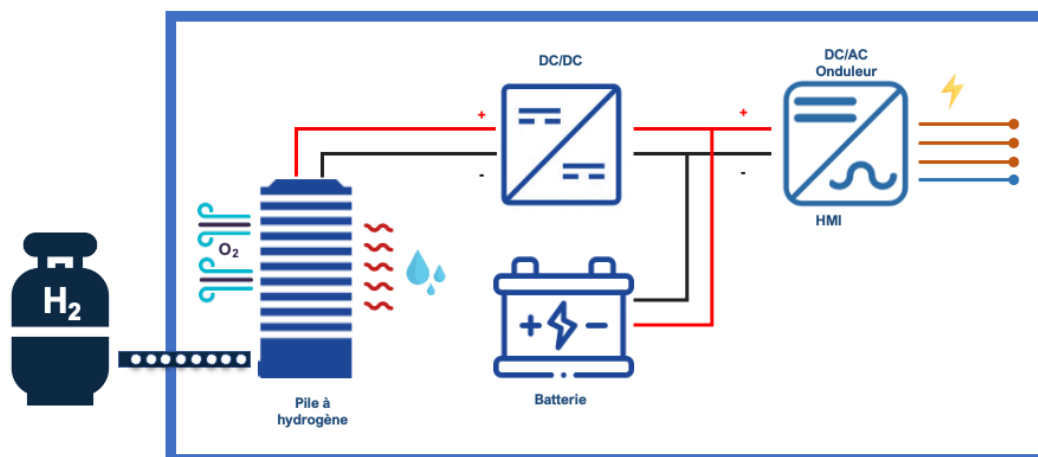 DC/DC
DC/AC
Onduleur
+
-
+
-
HMI
O₂
H₂
+ -
Pile à
hydrogène
Batterie